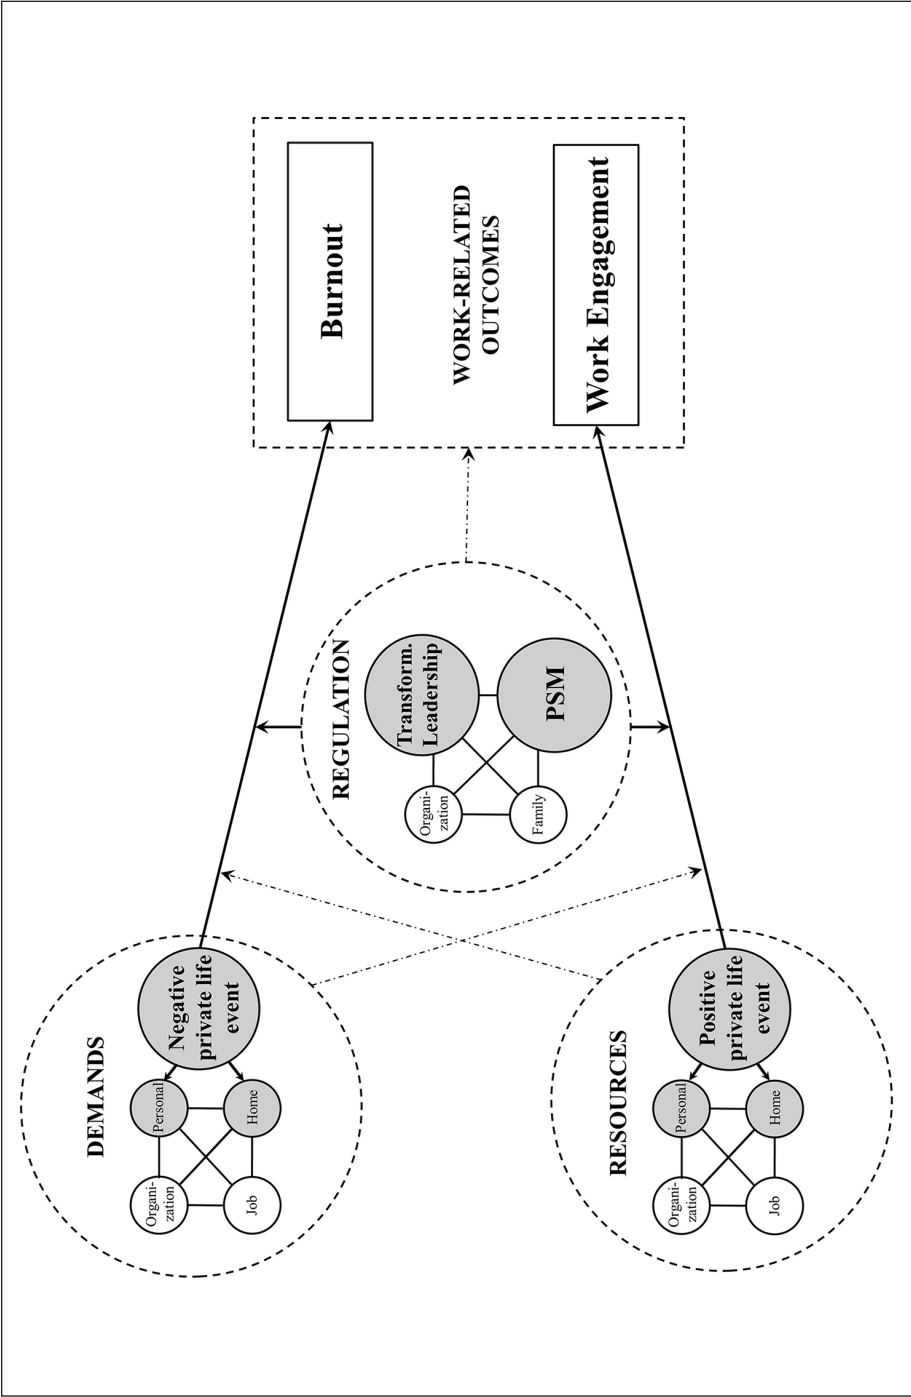 DEMANDS
Organi-
zation
Personal
Job
Home
Negative
private life
event
REGULATION
Organi-
zation
Transform.
Leadership
Family
PSM
RESOURCES
Organi-
zation
Personal
Job
Home
Positive
private life
event
Burnout
WORK-RELATED
OUTCOMES
Work Engagement